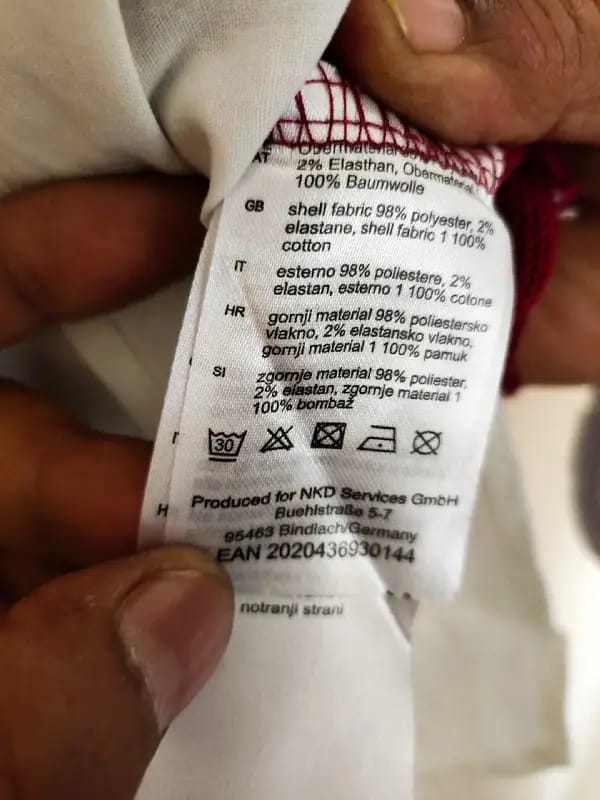 AT Obermaterial
2% Elasthan, Obermaterial
100% Baumwolle
GB shell fabric 98% polyester, 2%
elastane, shell fabric 1 100%
cotton
IT esterno 98% poliestere, 2%
elastan, esterno 1 100% cotone
HR gornji material 98% poliestersko
vlakno, 2% elastansko vlakno,
gornji material 1 100% pamuk
SI zgornje material 98% poliester,
2% elastan, zgornje material 1
100% bombaž
30
H
Produced for NKD Services GmbH
Buehlstraße 5-7
95463 Bindlach/Germany
EAN 2020436930144
notranji strani